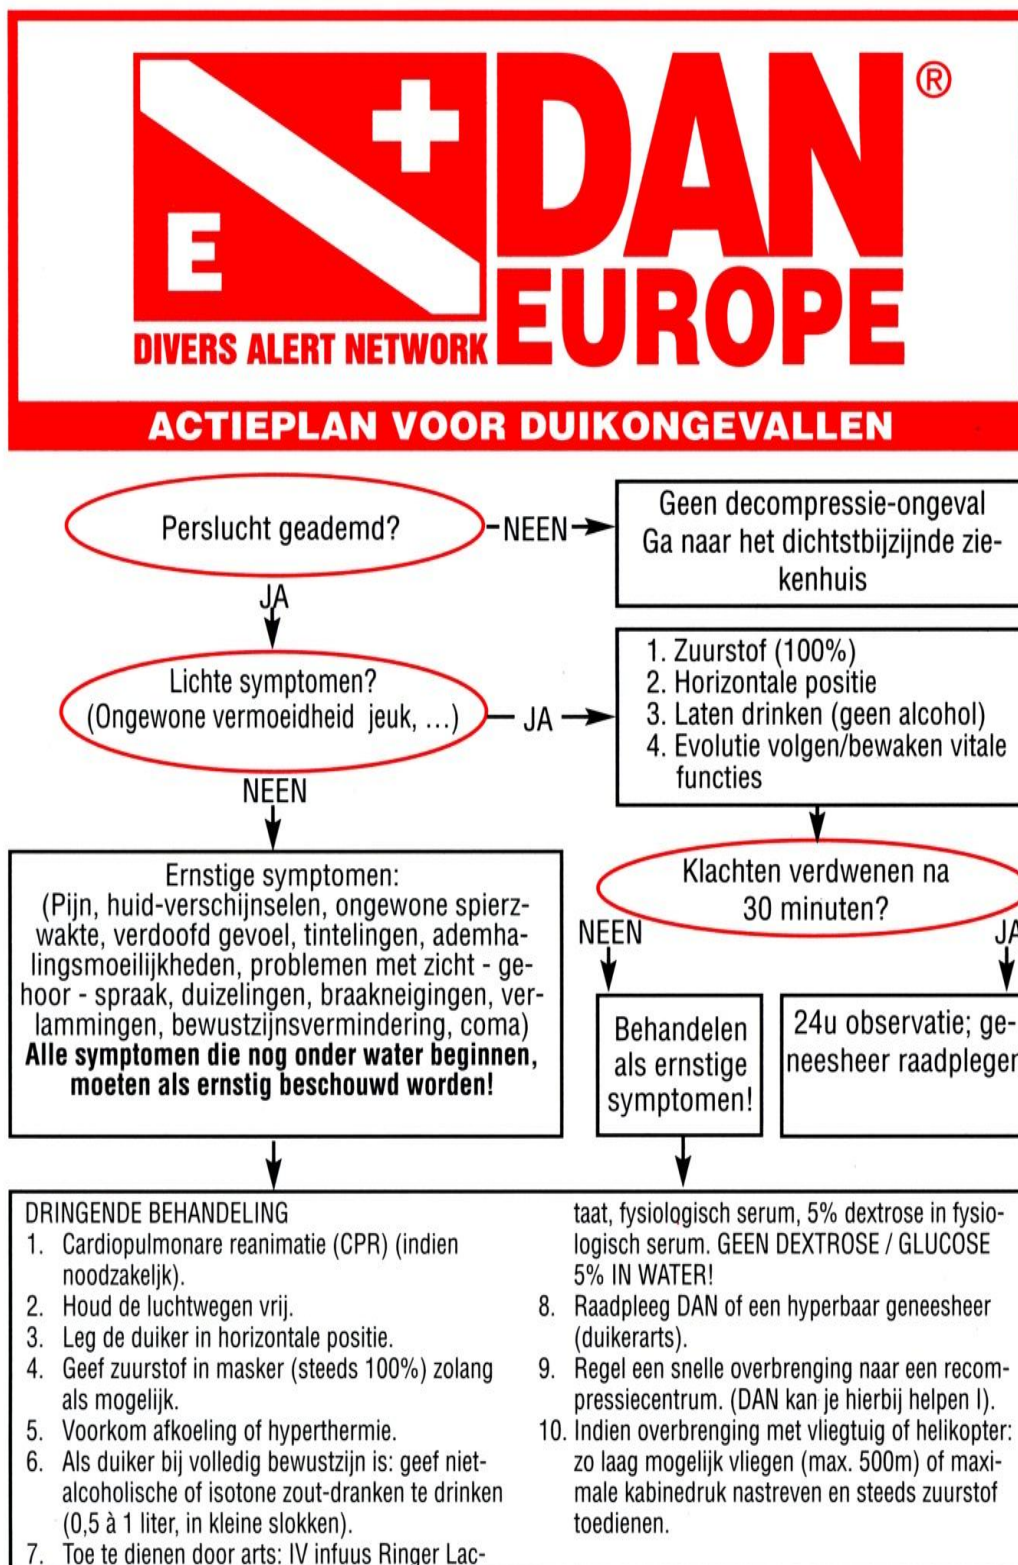 DAN®
EUROPE
E
DIVERS ALERT NETWORK
ACTIEPLAN VOOR DUIKONGEVALLEN
Perslucht geademd?
NEEN
Geen decompressie-ongeval
Ga naar het dichtstbijzijnde zie-
kenhuis
JA
Lichte symptomen?
(Ongewone vermoeidheid jeuk, ...)
JA
1. Zuurstof (100%)
2. Horizontale positie
3. Laten drinken (geen alcohol)
4. Evolutie volgen/bewaken vitale
functies
NEEN
Ernstige symptomen:
(Pijn, huid-verschijnselen, ongewone spierz-
wakte, verdoofd gevoel, tintelingen, ademha-
lingsmoeilijkheden, problemen met zicht - ge-
hoor - spraak, duizelingen, braakneigingen, ver-
lammingen, bewustzijnsvermindering, coma)
Alle symptomen die nog onder water beginnen,
moeten als ernstig beschouwd worden!
Klachten verdwenen na
30 minuten?
NEEN
JA
Behandelen
als ernstige
symptomen!
24u observatie; ge-
neesheer raadplegen
DRINGENDE BEHANDELING
1. Cardiopulmonare reanimatie (CPR) (indien
noodzakeljk).
2. Houd de luchtwegen vrij.
3. Leg de duiker in horizontale positie.
4. Geef zuurstof in masker (steeds 100%) zolang
als mogelijk.
5. Voorkom afkoeling of hyperthermie.
6. Als duiker bij volledig bewustzijn is: geef niet-
alcoholische of isotone zout-dranken te drinken
(0,5 à 1 liter, in kleine slokken).
7. Toe te dienen door arts: IV infuus Ringer Lac-
taat, fysiologisch serum, 5% dextrose in fysio-
logisch serum. GEEN DEXTROSE / GLUCOSE
5% IN WATER!
8. Raadpleeg DAN of een hyperbaar geneesheer
(duikerarts).
9. Regel een snelle overbrenging naar een recom-
pressiecentrum. (DAN kan je hierbij helpen I).
10. Indien overbrenging met vliegtuig of helikopter:
zo laag mogelijk vliegen (max. 500m) of maxi-
male kabinedruk nastreven en steeds zuurstof
toedienen.